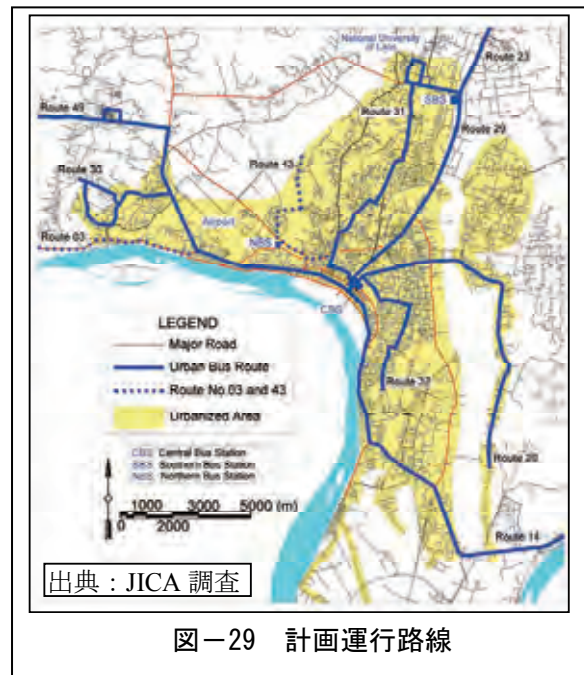 National University
of Laos
Route 23
Route 49
SBS
Route 31
Route 29
Route 43
Airport
NBS
Route 03
CBS
LEGEND
Major Road
Urban Bus Route
Route No.03 and 43
Urbanized Area
Route 32
CBS Central Bus Station
SBS Southern Bus Station
NBS Northern Bus Station
Route 20
1000 3000 5000 (m)
0 2000
Route 14
出典：JICA 調査
図－29 計画運行路線